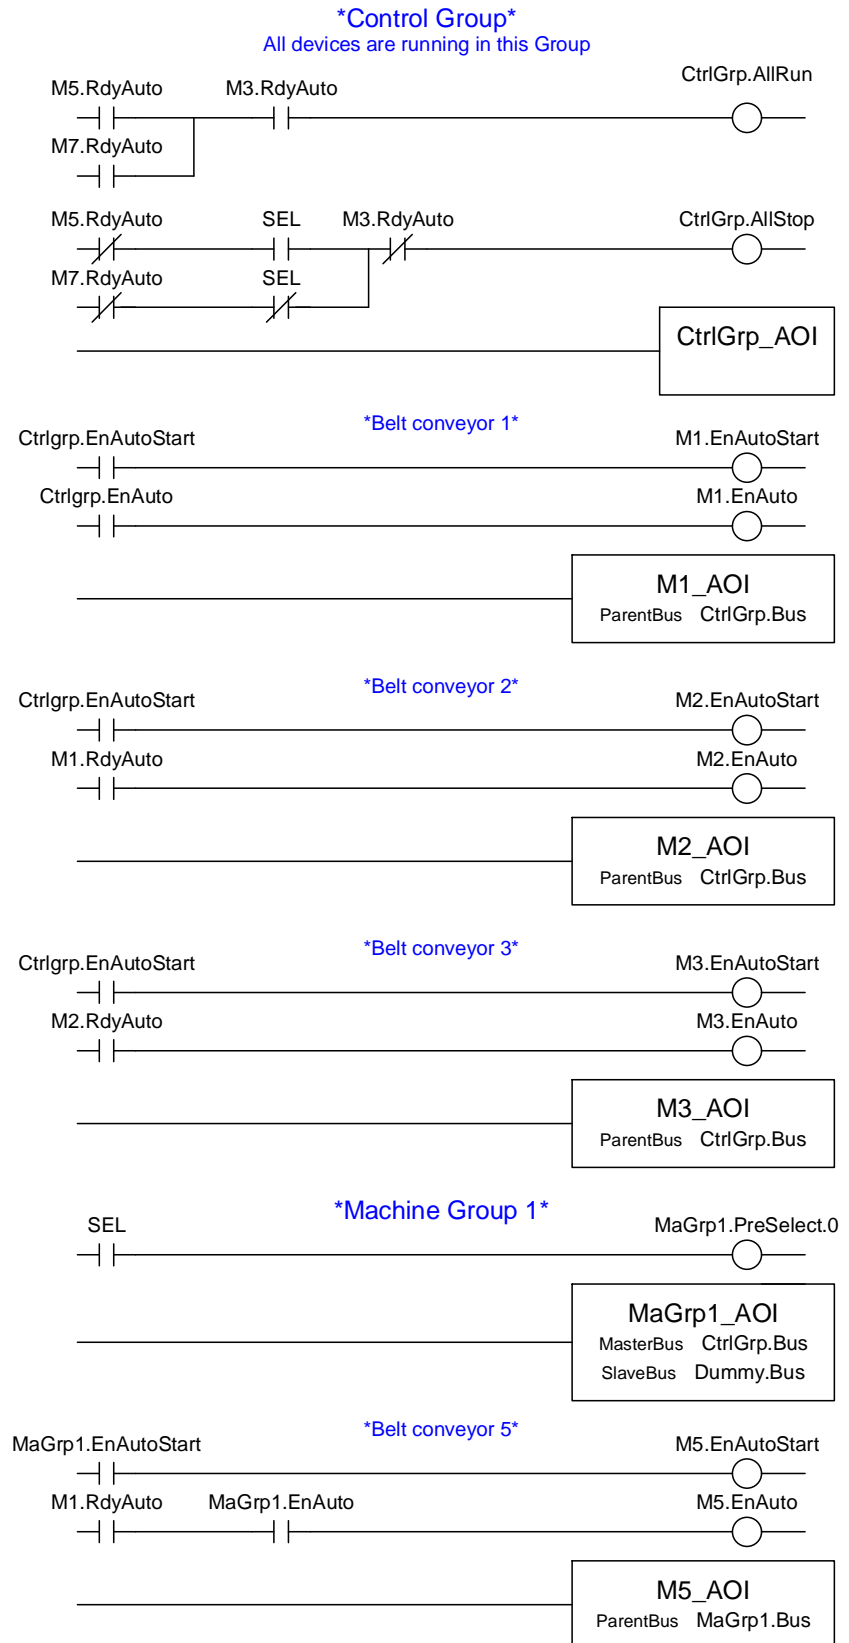 *Control Group*
All devices are running in this Group
M5.RdyAuto M3.RdyAuto CtrlGrp.AllRun
M7.RdyAuto
M5.RdyAuto SEL M3.RdyAuto CtrlGrp.AllStop
M7.RdyAuto SEL
CtrlGrp_AOI
*Belt conveyor 1*
Ctrlgrp.EnAutoStart M1.EnAutoStart
Ctrlgrp.EnAuto M1.EnAuto
M1_AOI
ParentBus CtrlGrp.Bus
*Belt conveyor 2*
Ctrlgrp.EnAutoStart M2.EnAutoStart
M1.RdyAuto M2.EnAuto
M2_AOI
ParentBus CtrlGrp.Bus
*Belt conveyor 3*
Ctrlgrp.EnAutoStart M3.EnAutoStart
M2.RdyAuto M3.EnAuto
M3_AOI
ParentBus CtrlGrp.Bus
*Machine Group 1*
SEL MaGrp1.PreSelect.0
MaGrp1_AOI
MasterBus CtrlGrp.Bus
SlaveBus Dummy.Bus
*Belt conveyor 5*
MaGrp1.EnAutoStart M5.EnAutoStart
M1.RdyAuto MaGrp1.EnAuto M5.EnAuto
M5_AOI
ParentBus MaGrp1.Bus